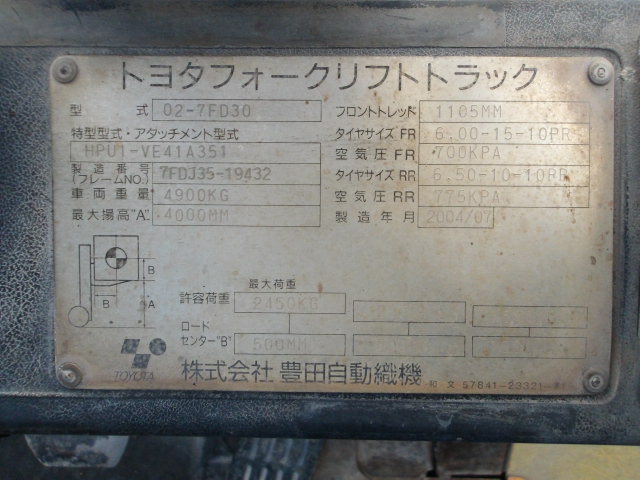 トヨタフォークリフトトラック
型式 02-7FD30 フロントトレッド 1105MM
特型型式・アタッチメント型式 タイヤサイズ FR 6.00-15-10PR
HPU1-VE41A351 空気圧 FR 700KPA
製造番号 (フレームNO.) 7FDJ35-19432 タイヤサイズ RR 6.50-10-10PR
車両重量 4900KG 空気圧 RR 775KPA
最大揚高"A" 4000MM 製造年月 2004/07
B
B A
最大荷重
許容荷重 2450KG
ロード
センター"B" 500MM
TOYOTA
株式会社 豊田自動織機 和文 57841-23321-71